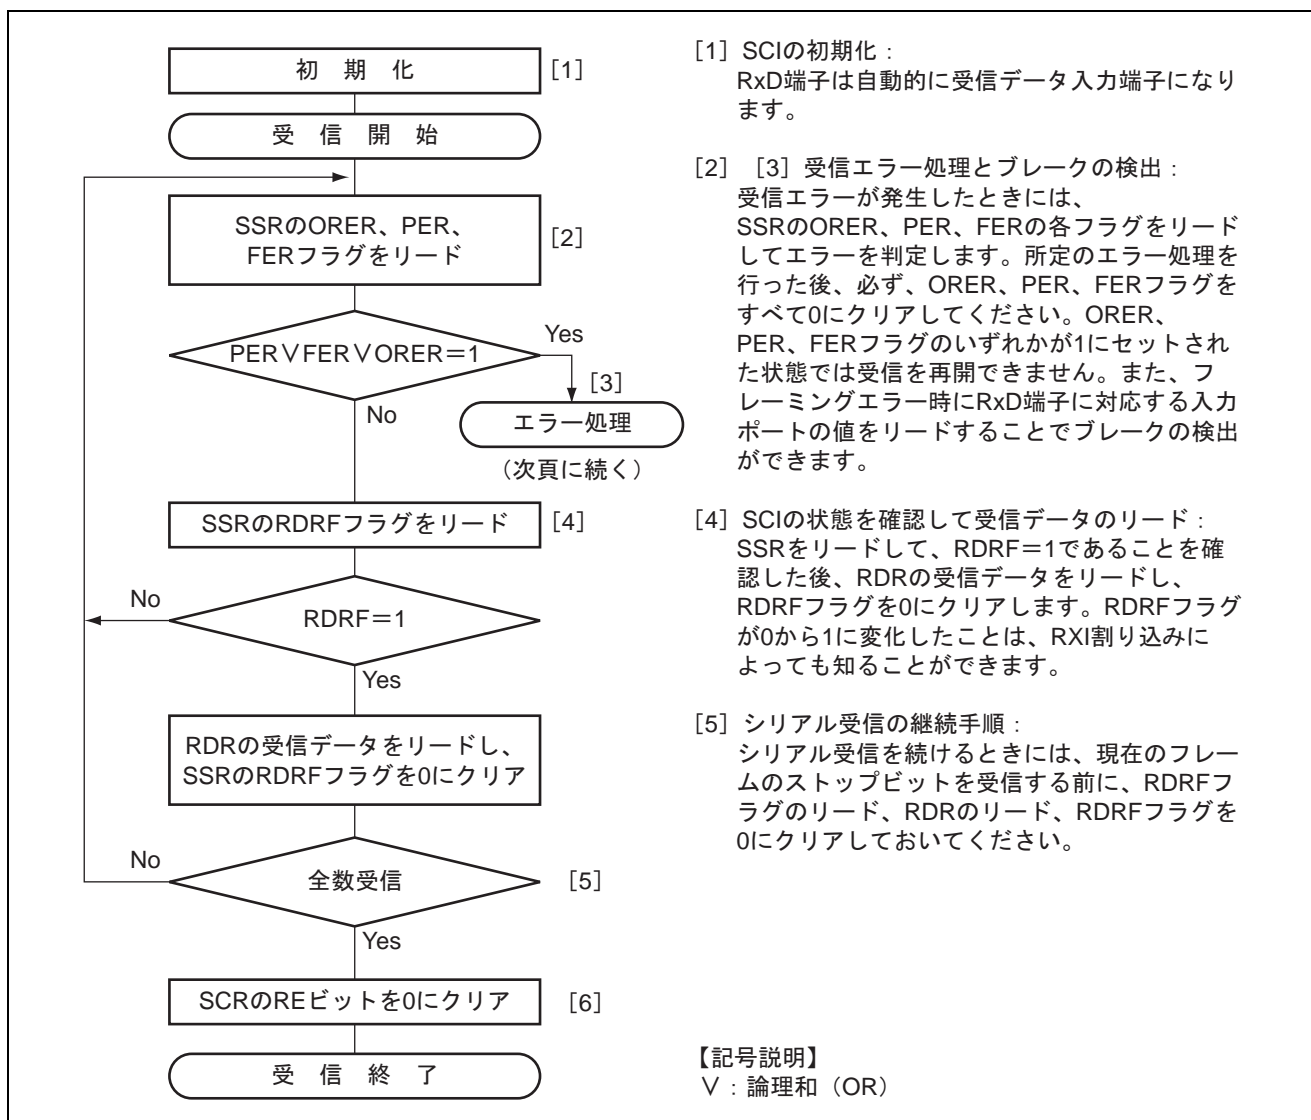 初 期 化
[1]
受 信 開 始
SSRのORER、PER、
FERフラグをリード
[2]
PER∨FER∨ORER＝1
Yes
No
[3]
エラー処理
（次頁に続く）
SSRのRDRFフラグをリード
[4]
No
RDRF＝1
Yes
RDRの受信データをリードし、
SSRのRDRFフラグを0にクリア
No
全数受信
[5]
Yes
SCRのREビットを0にクリア
[6]
受 信 終 了
[1] SCIの初期化：
RxD端子は自動的に受信データ入力端子になり
ます。
[2] [3] 受信エラー処理とブレークの検出：
受信エラーが発生したときには、
SSRのORER、PER、FERの各フラグをリード
してエラーを判定します。所定のエラー処理を
行った後、必ず、ORER、PER、FERフラグを
すべて0にクリアしてください。ORER、
PER、FERフラグのいずれかが1にセットされ
た状態では受信を再開できません。また、フ
レーミングエラー時にRxD端子に対応する入力
ポートの値をリードすることでブレークの検出
ができます。
[4] SCIの状態を確認して受信データのリード：
SSRをリードして、RDRF＝1であることを確
認した後、RDRの受信データをリードし、
RDRFフラグを0にクリアします。RDRFフラグ
が0から1に変化したことは、RXI割り込みに
よっても知ることができます。
[5] シリアル受信の継続手順：
シリアル受信を続けるときには、現在のフレー
ムのストップビットを受信する前に、RDRFフ
ラグのリード、RDRのリード、RDRFフラグを
0にクリアしておいてください。
【記号説明】
∨：論理和（OR）